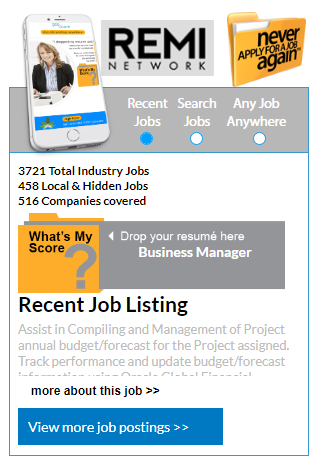 REMI
NETWORK
never
APPLY FOR A JOB
again™
Recent Jobs
Search Jobs
Any Job Anywhere
3721 Total Industry Jobs
458 Local & Hidden Jobs
516 Companies covered
What's My
Score
?
Drop your resumé here
Business Manager
Recent Job Listing
Assist in Compiling and Management of Project
annual budget/forecast for the Project assigned.
Track performance and update budget/forecast
information using Oracle Global Financial
more about this job >>
View more job postings >>